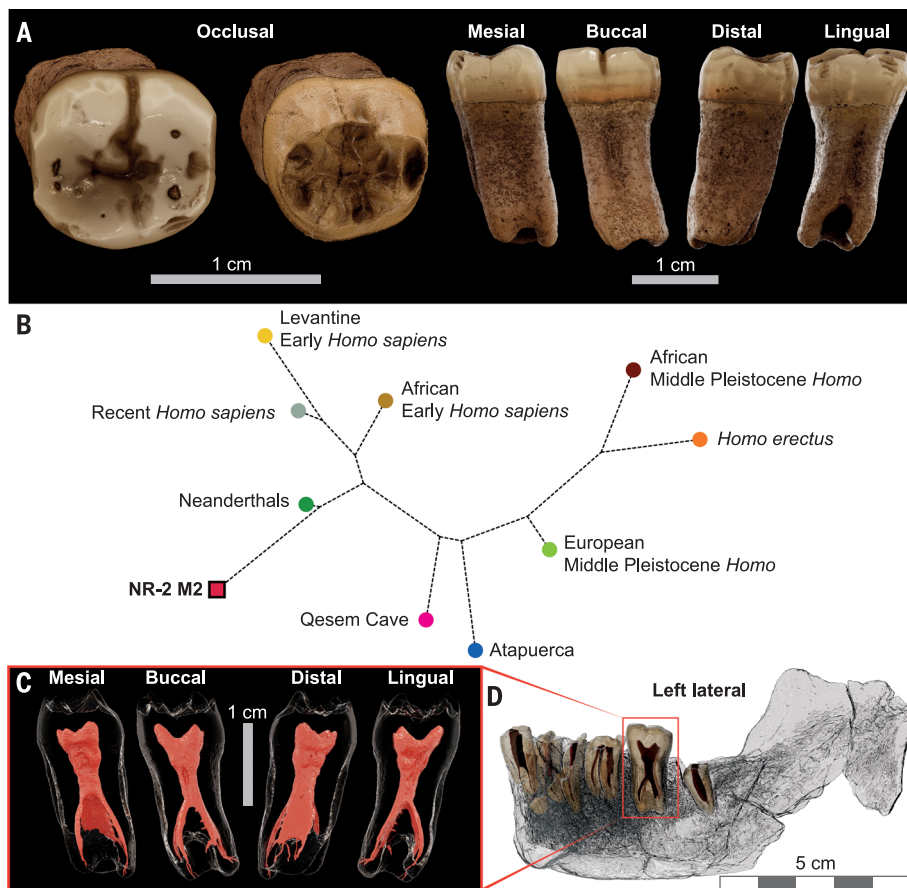 A
Occlusal
Mesial
Buccal
Distal
Lingual
1 cm
1 cm
B
Levantine
Early Homo sapiens
African
Early Homo sapiens
Recent Homo sapiens
African
Middle Pleistocene Homo
Homo erectus
Neanderthals
European
Middle Pleistocene Homo
NR-2 M2
Qesem Cave
Atapuerca
C
Mesial
Buccal
Distal
Lingual
1 cm
D
Left lateral
5 cm